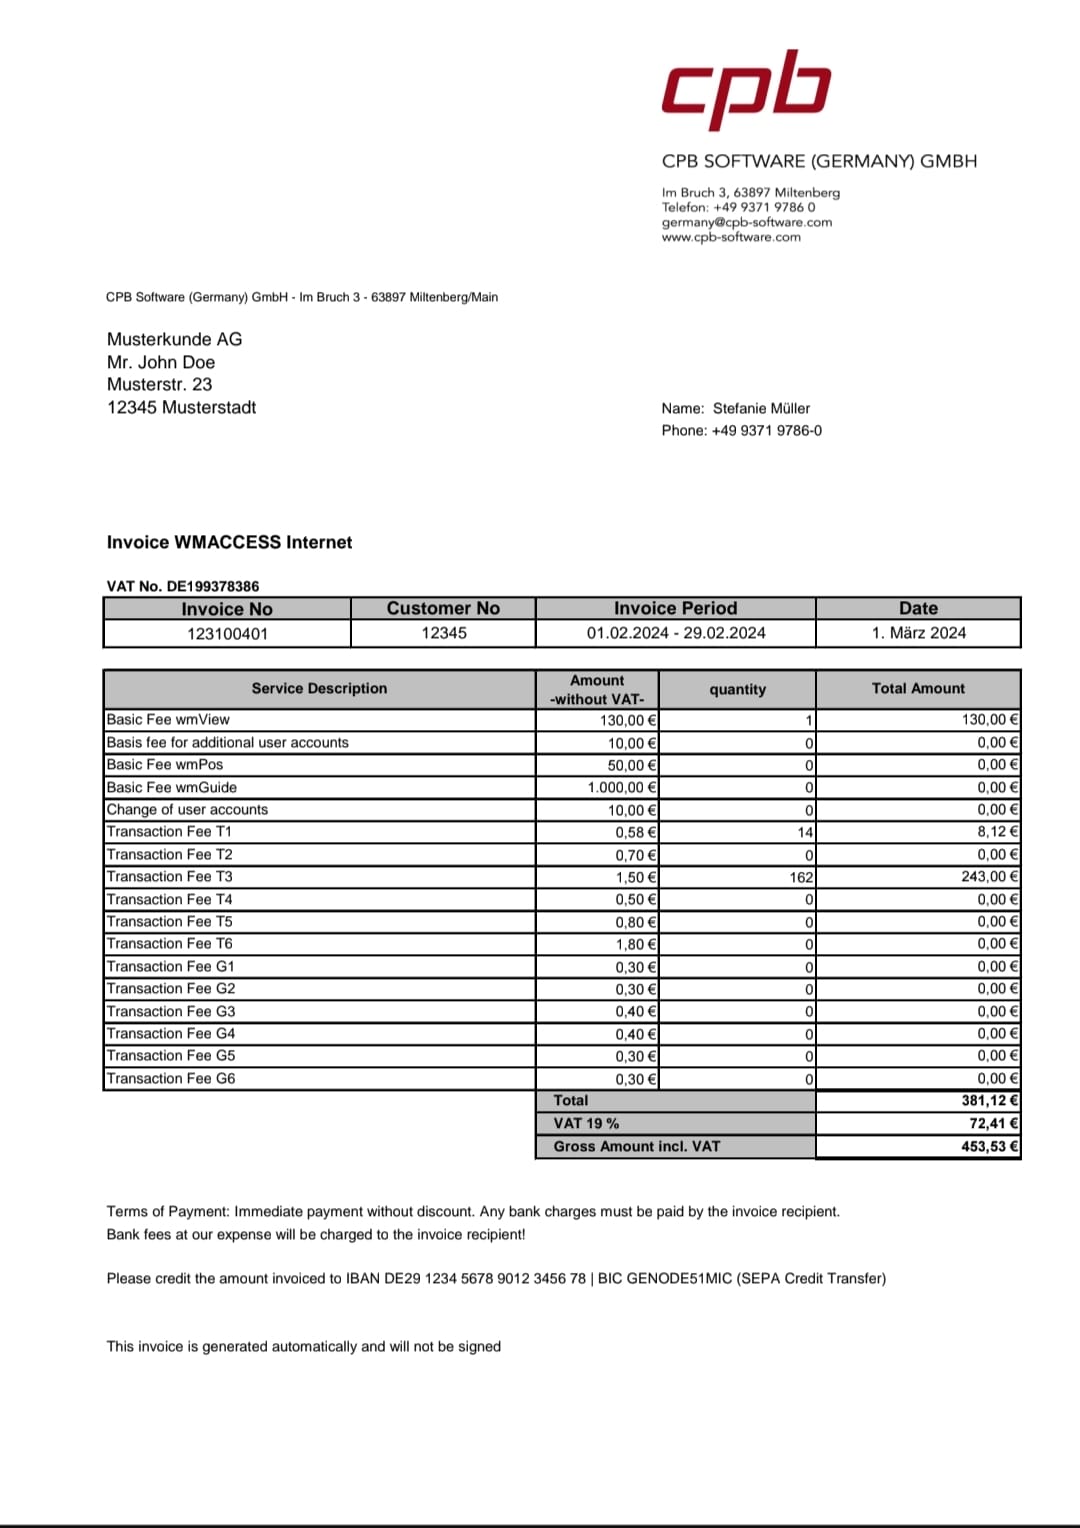 cpb
CPB SOFTWARE (GERMANY) GMBH
Im Bruch 3, 63897 Miltenberg
Telefon: +49 9371 9786 0
germany@cpb-software.com
www.cpb-software.com
CPB Software (Germany) GmbH - Im Bruch 3 - 63897 Miltenberg/Main
Musterkunde AG
Mr. John Doe
Musterstr. 23
12345 Musterstadt
Name: Stefanie Müller
Phone: +49 9371 9786-0
Invoice WMACCESS Internet
VAT No. DE199378386
Invoice No Customer No Invoice Period Date
123100401 12345 01.02.2024 - 29.02.2024 1. März 2024
Service Description Amount -without VAT- quantity Total Amount
Basic Fee wmView 130,00 € 1 130,00 €
Basis fee for additional user accounts 10,00 € 0 0,00 €
Basic Fee wmPos 50,00 € 0 0,00 €
Basic Fee wmGuide 1.000,00 € 0 0,00 €
Change of user accounts 10,00 € 0 0,00 €
Transaction Fee T1 0,58 € 14 8,12 €
Transaction Fee T2 0,70 € 0 0,00 €
Transaction Fee T3 1,50 € 162 243,00 €
Transaction Fee T4 0,50 € 0 0,00 €
Transaction Fee T5 0,80 € 0 0,00 €
Transaction Fee T6 1,80 € 0 0,00 €
Transaction Fee G1 0,30 € 0 0,00 €
Transaction Fee G2 0,30 € 0 0,00 €
Transaction Fee G3 0,40 € 0 0,00 €
Transaction Fee G4 0,40 € 0 0,00 €
Transaction Fee G5 0,30 € 0 0,00 €
Transaction Fee G6 0,30 € 0 0,00 €
Total 381,12 €
VAT 19 % 72,41 €
Gross Amount incl. VAT 453,53 €
Terms of Payment: Immediate payment without discount. Any bank charges must be paid by the invoice recipient.
Bank fees at our expense will be charged to the invoice recipient!
Please credit the amount invoiced to IBAN DE29 1234 5678 9012 3456 78 | BIC GENODE51MIC (SEPA Credit Transfer)
This invoice is generated automatically and will not be signed